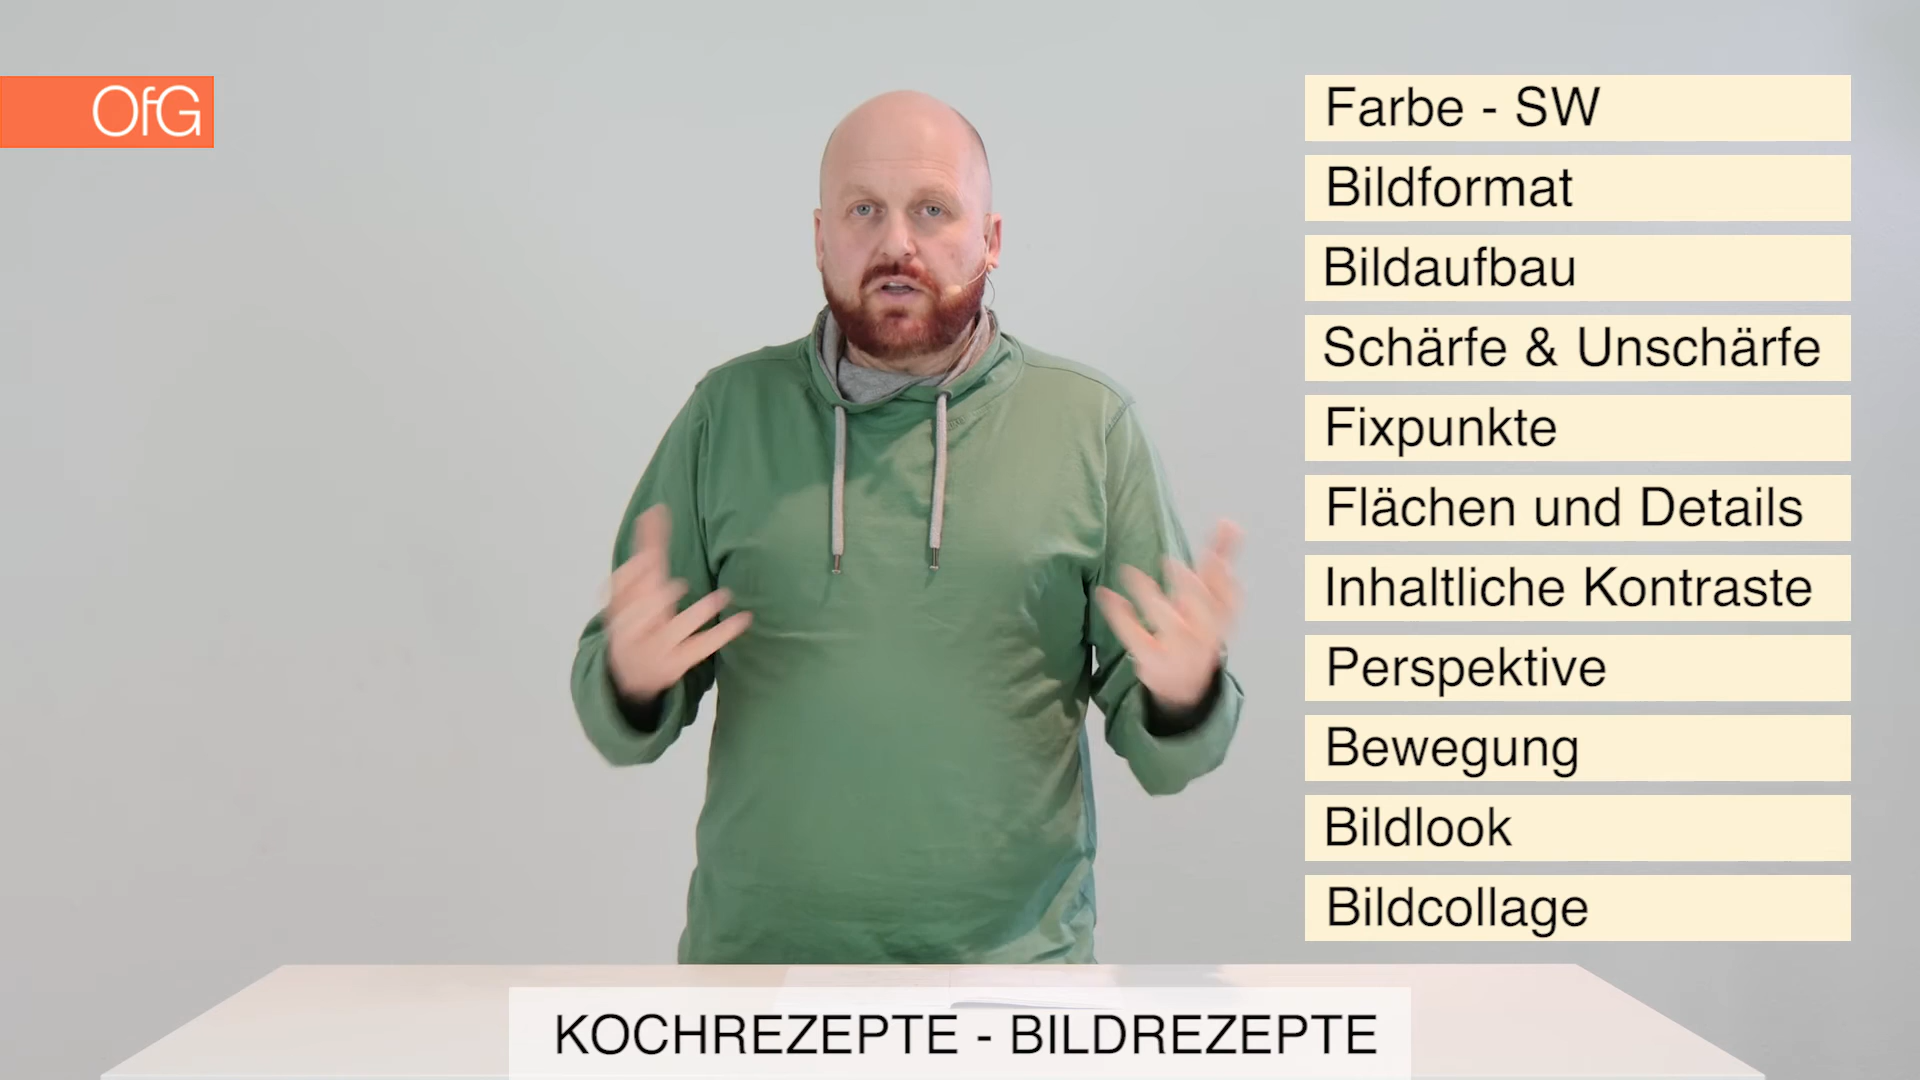 OfG
Farbe - SW
Bildformat
Bildaufbau
Schärfe & Unschärfe
Fixpunkte
Flächen und Details
Inhaltliche Kontraste
Perspektive
Bewegung
Bildlook
Bildcollage
KOCHREZEPTE - BILDREZEPTE